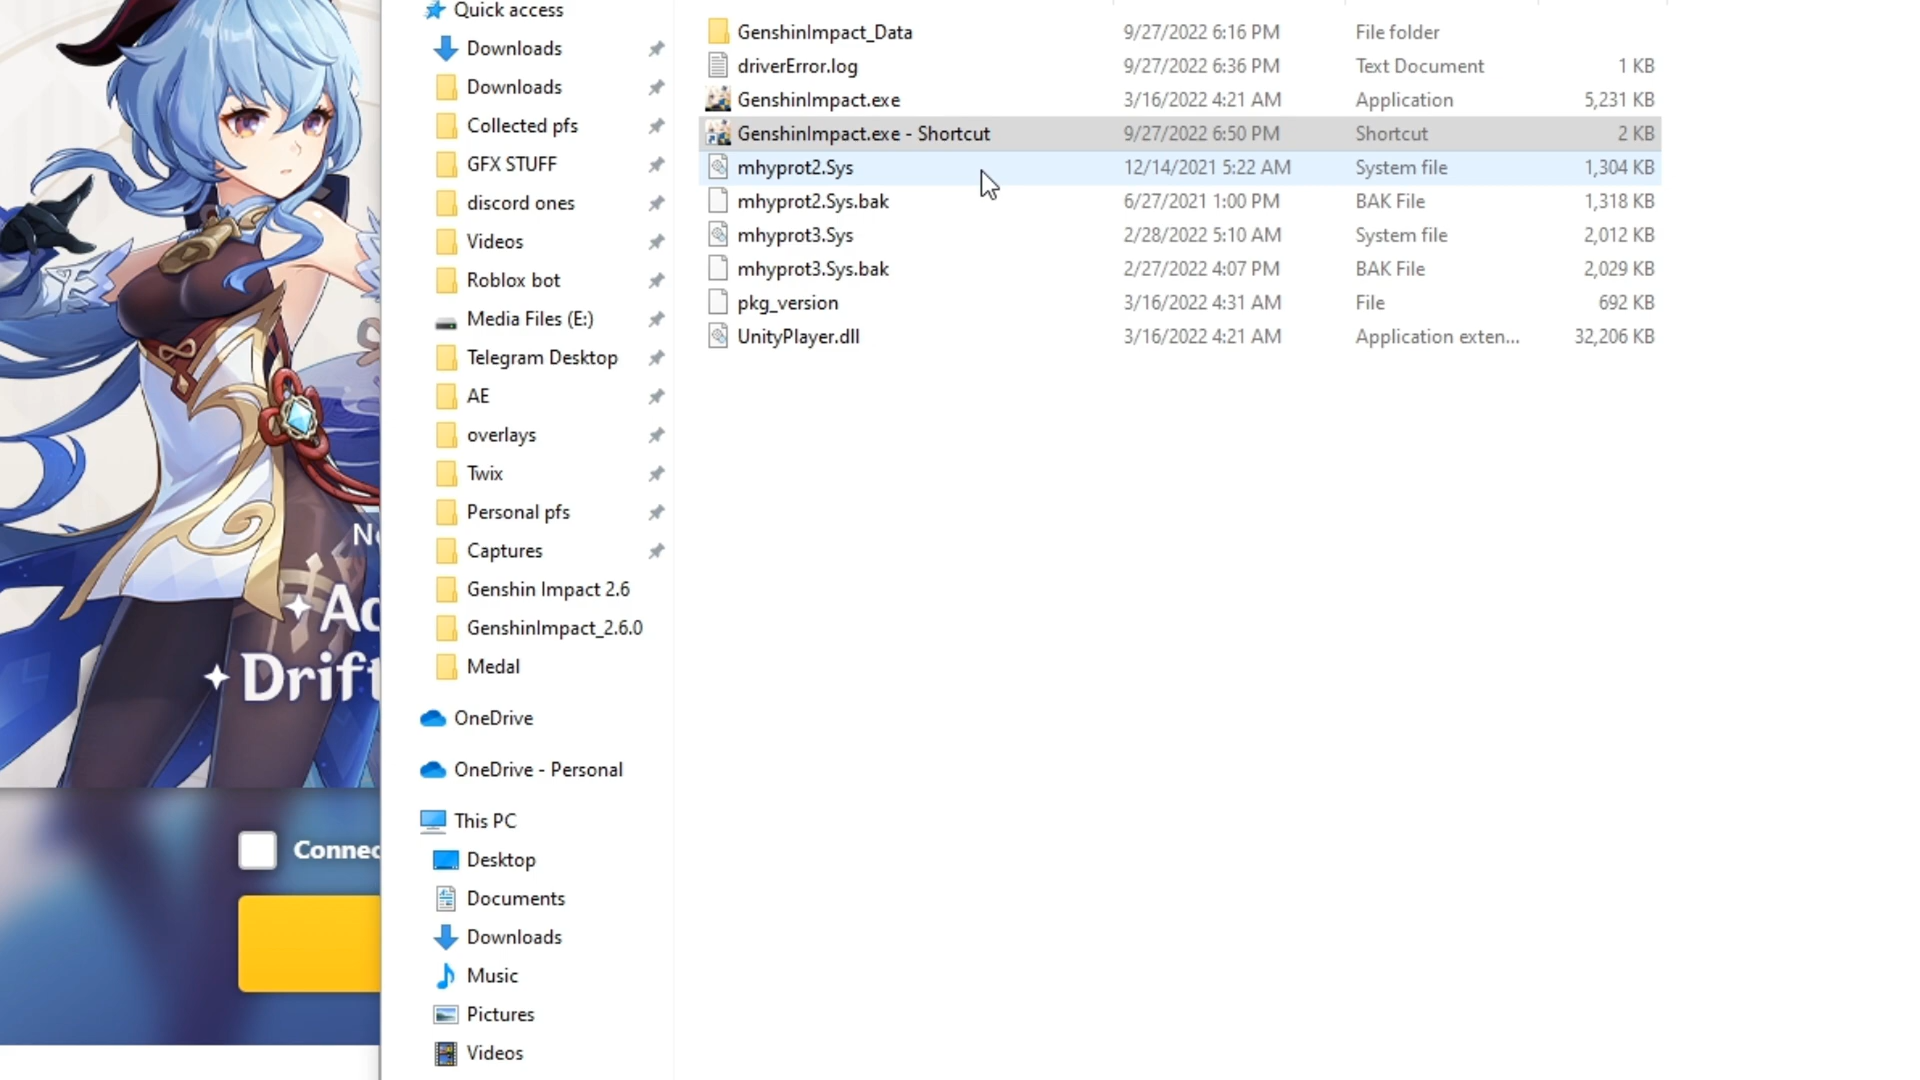 Quick access
Downloads
Downloads
Collected pfs
GFX STUFF
discord ones
Videos
Roblox bot
Media Files (E:)
Telegram Desktop
AE
overlays
Twix
Personal pfs
Captures
Genshin Impact 2.6
GenshinImpact_2.6.0
Medal
OneDrive
OneDrive - Personal
This PC
Desktop
Documents
Downloads
Music
Pictures
Videos
GenshinImpact_Data 9/27/2022 6:16 PM File folder
driverError.log 9/27/2022 6:36 PM Text Document 1 KB
GenshinImpact.exe 3/16/2022 4:21 AM Application 5,231 KB
GenshinImpact.exe - Shortcut 9/27/2022 6:50 PM Shortcut 2 KB
mhyprot2.Sys 12/14/2021 5:22 AM System file 1,304 KB
mhyprot2.Sys.bak 6/27/2021 1:00 PM BAK File 1,318 KB
mhyprot3.Sys 2/28/2022 5:10 AM System file 2,012 KB
mhyprot3.Sys.bak 2/27/2022 4:07 PM BAK File 2,029 KB
pkg_version 3/16/2022 4:31 AM File 692 KB
UnityPlayer.dll 3/16/2022 4:21 AM Application exten... 32,206 KB